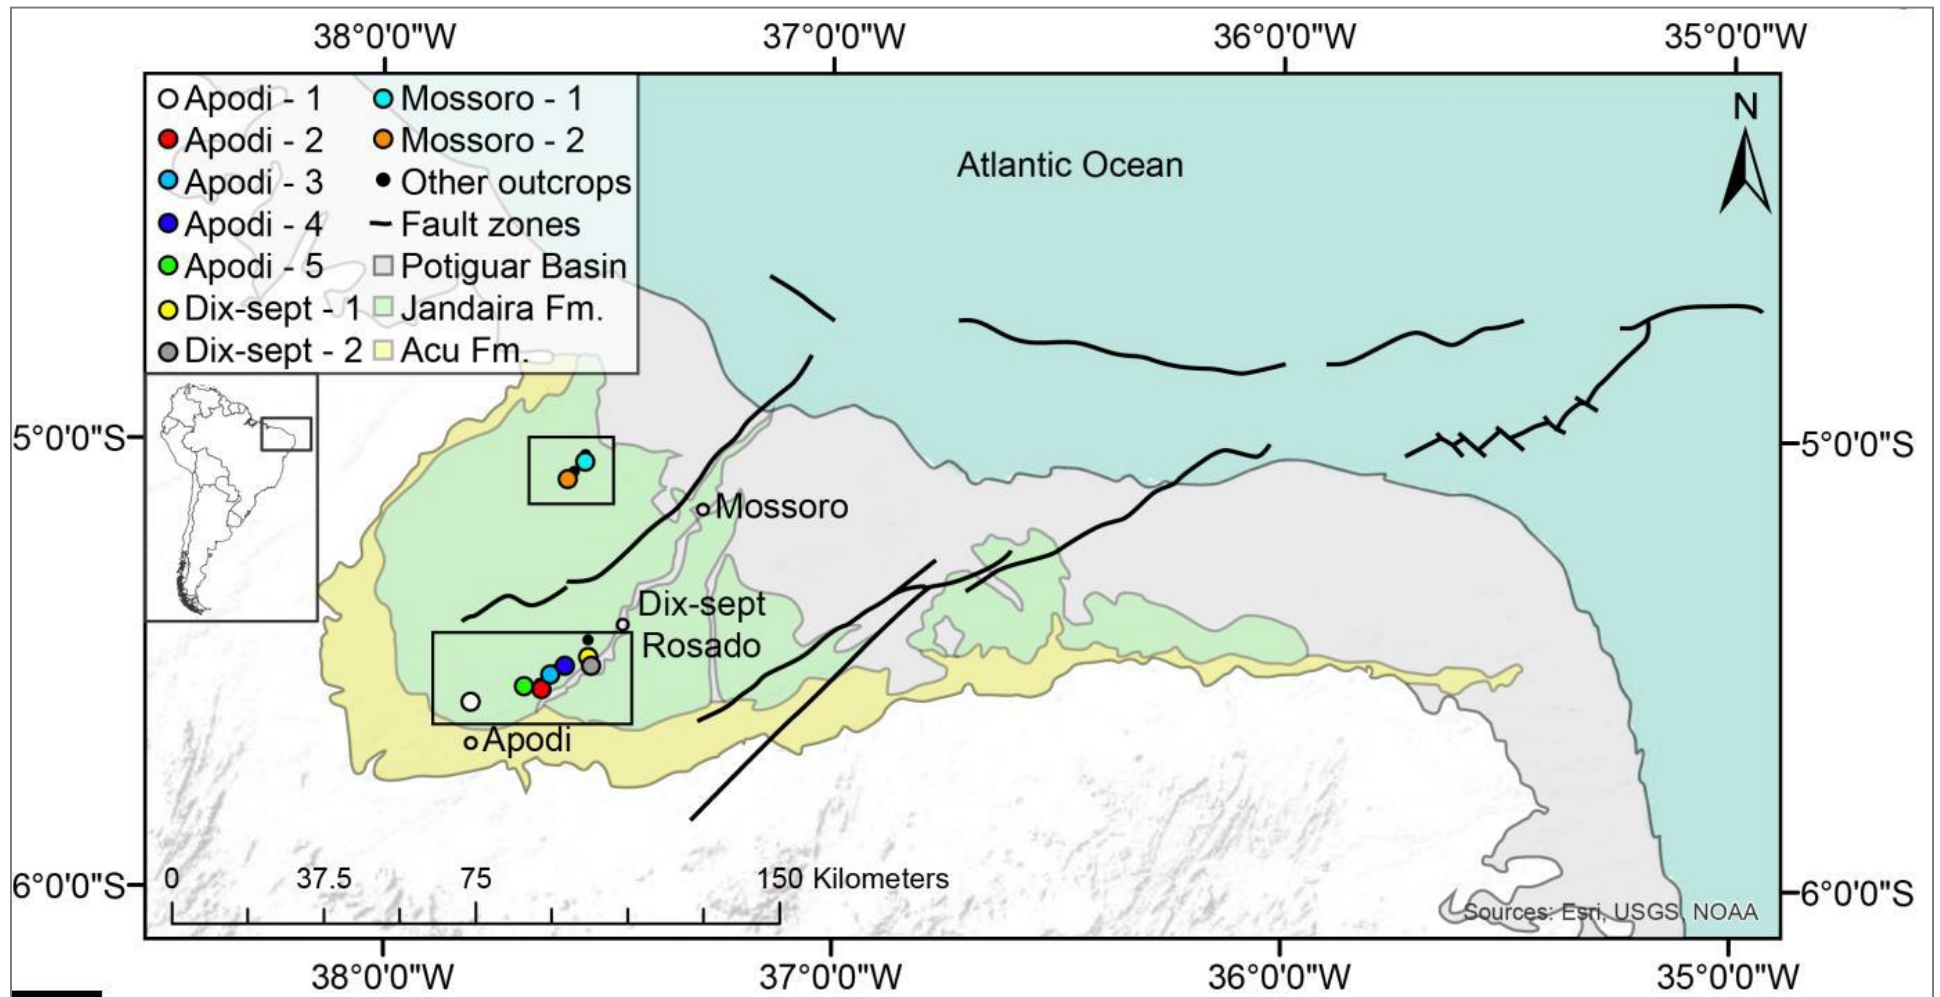 38°0'0"W 37°0'0"W 36°0'0"W 35°0'0"W
Apodi - 1 Mossoro - 1
Apodi - 2 Mossoro - 2
Apodi - 3 Other outcrops
Apodi - 4 Fault zones
Apodi - 5 Potiguar Basin
Dix-sept - 1 Jandaira Fm.
Dix-sept - 2 Acu Fm.
N
Atlantic Ocean
5°0'0"S 5°0'0"S
Mossoro
Dix-sept
Rosado
Apodi
0 37.5 75 150 Kilometers
6°0'0"S 6°0'0"S
Sources: Esri, USGS, NOAA
38°0'0"W 37°0'0"W 36°0'0"W 35°0'0"W